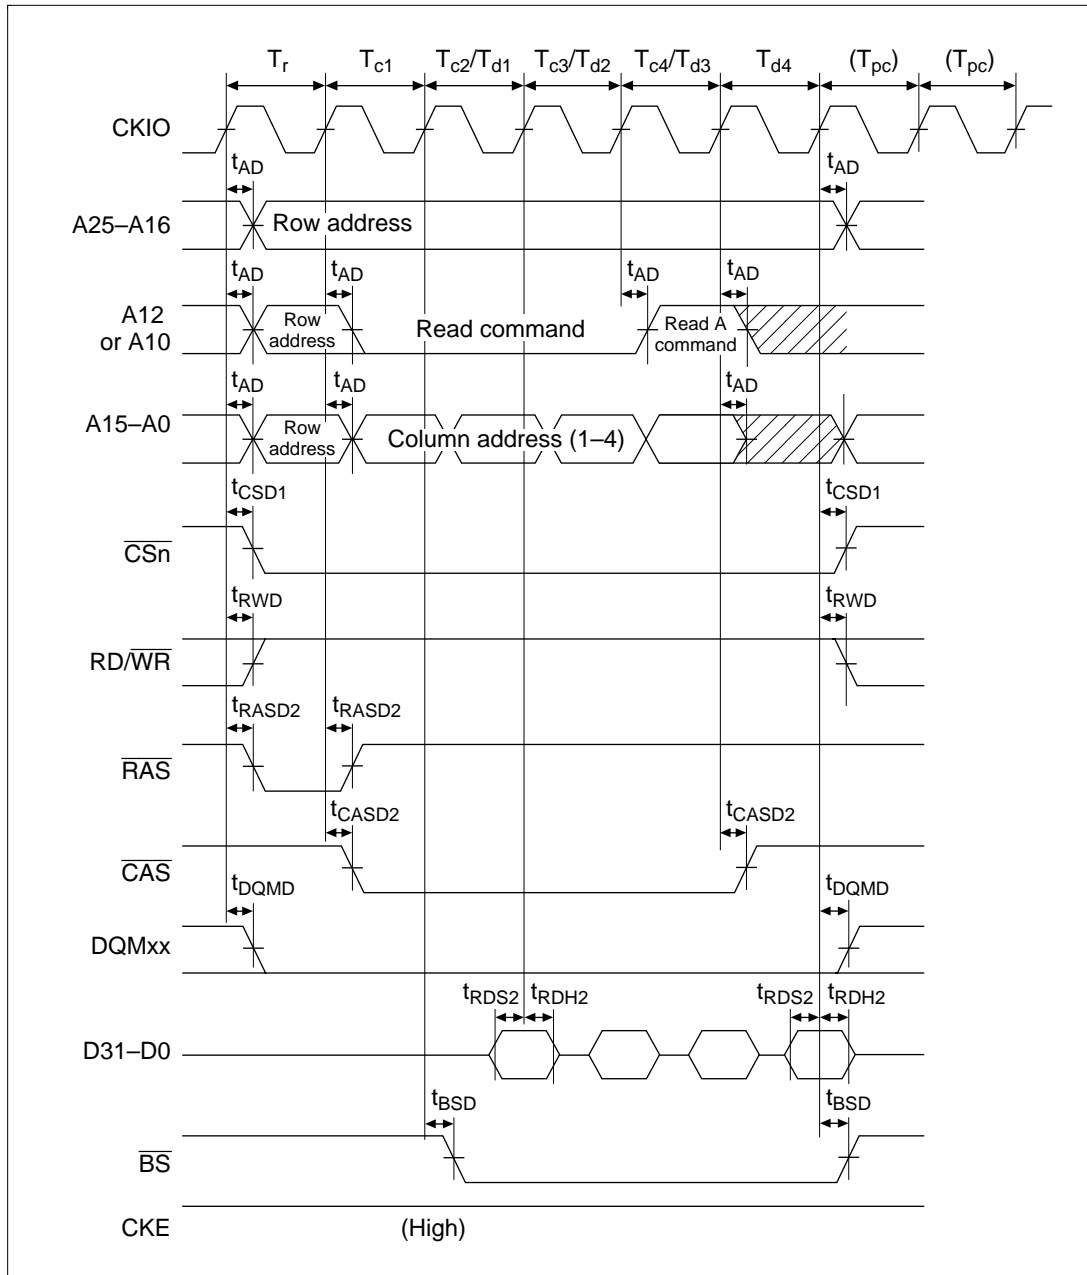 Tr Tc1 Tc2/Td1 Tc3/Td2 Tc4/Td3 Td4 (Tpc) (Tpc)
CKIO
tAD tAD
A25–A16 Row address
tAD tAD tAD tAD
A12
or A10
Row
address
Read command
Read A
command
tAD tAD tAD
A15–A0
Row
address
Column address (1–4)
tCSD1 tCSD1
CSn
tRWD tRWD
RD/WR
tRASD2 tRASD2
RAS
tCASD2 tCASD2
CAS
tDQMD tDQMD
DQMxx
tRDS2 tRDH2 tRDS2 tRDH2
D31–D0
tBSD tBSD
BS
CKE (High)